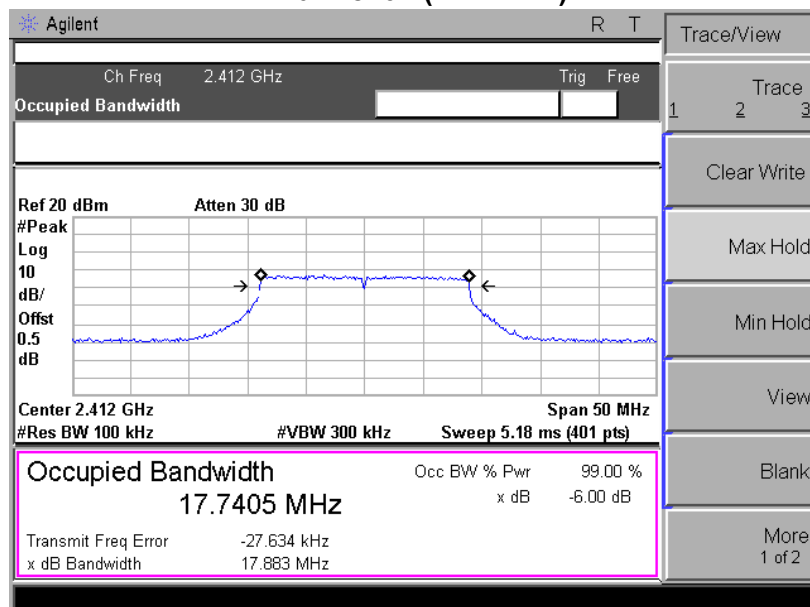 Agilent R T
Ch Freq 2.412 GHz Trig Free
Occupied Bandwidth
Ref 20 dBm Atten 30 dB
#Peak
Log
10
dB/
Offst
0.5
dB
Center 2.412 GHz Span 50 MHz
#Res BW 100 kHz #VBW 300 kHz Sweep 5.18 ms (401 pts)
Occupied Bandwidth
17.7405 MHz
Occ BW % Pwr 99.00 %
x dB -6.00 dB
Transmit Freq Error -27.634 kHz
x dB Bandwidth 17.883 MHz
Trace/View
Trace
1 2 3
Clear Write
Max Hold
Min Hold
View
Blank
More
1 of 2